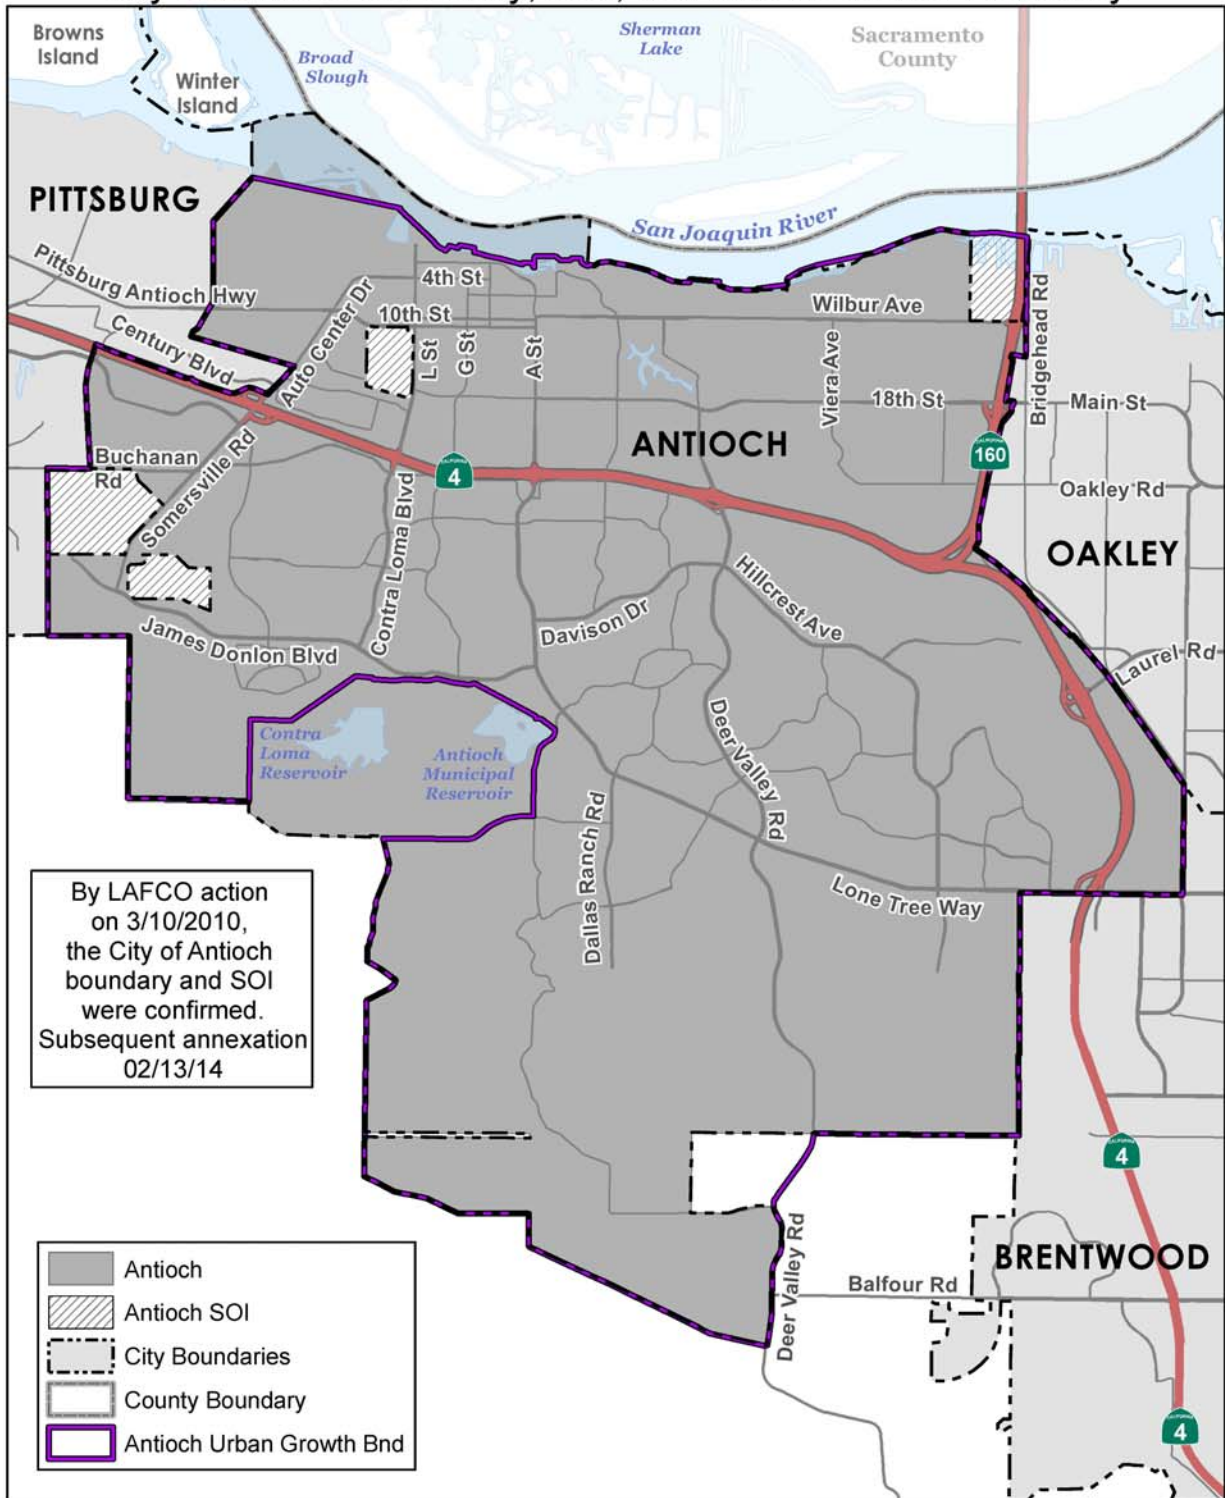 Browns
Island
Winter
Island
Broad
Slough
Sherman
Lake
Sacramento
County
PITTSBURG
San Joaquin River
Pittsburg Antioch Hwy
4th St
10th St
Auto Center Dr
Century Blvd
L St
G St
A St
Wilbur Ave
Viera Ave
18th St
Bridgehead Rd
Main St
ANTIOCH
CALIFORNIA
160
CALIFORNIA
4
Buchanan
Rd
Somersville Rd
Contra Loma Blvd
Oakley Rd
OAKLEY
Hillcrest Ave
Davison Dr
James Donlon Blvd
Laurel Rd
Contra
Loma
Reservoir
Antioch
Municipal
Reservoir
Deer Valley Rd
Dallas Ranch Rd
Lone Tree Way
By LAFCO action
on 3/10/2010,
the City of Antioch
boundary and SOI
were confirmed.
Subsequent annexation
02/13/14
CALIFORNIA
4
BRENTWOOD
Deer Valley Rd
Balfour Rd
CALIFORNIA
4
Antioch
Antioch SOI
City Boundaries
County Boundary
Antioch Urban Growth Bnd